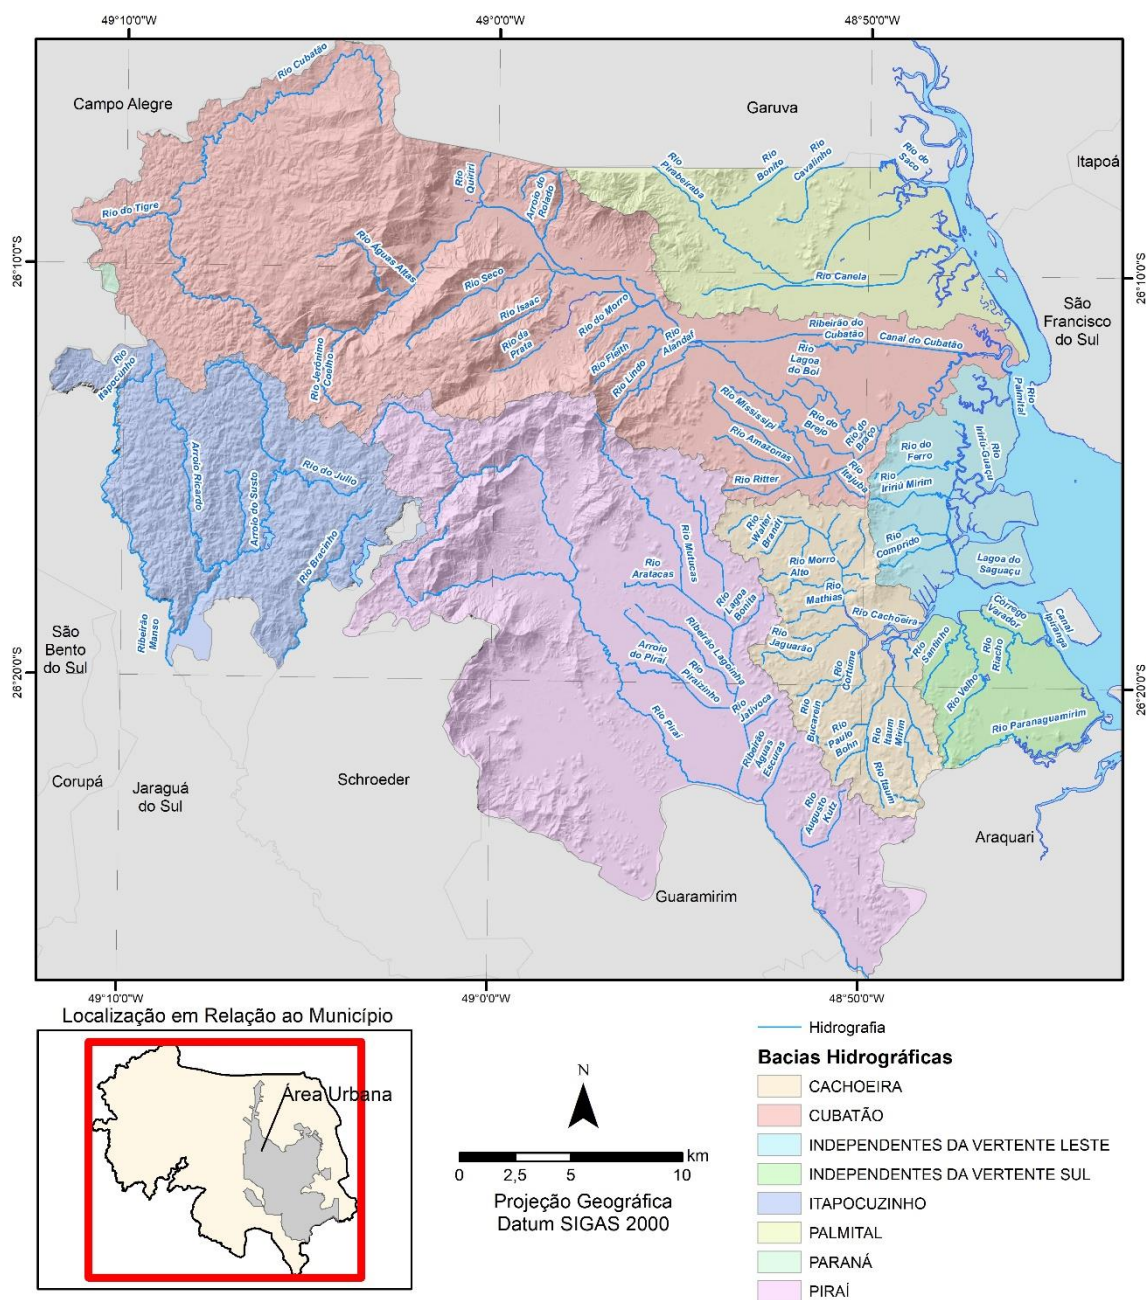 49°10'0"W
49°0'0"W
48°50'0"W
Rio Cubatão
Campo Alegre
Garuva
Itapoá
Rio do
Saco
Rio
Pirabeiraba
Rio
Bonito
Rio
Cavalinho
Rio
Quiriri
Arroio do
Rolado
Rio do Tigre
26°10'0"S
26°10'0"S
Rio Águas Altas
Rio Seco
Rio Canela
Rio Isaac
Rio do Morro
São
Francisco
do Sul
Rio da
Prata
Rio
Alandaf
Ribeirão do
Cubatão
Canal do Cubatão
Rio Fleith
Rio Lindo
Rio
Lagoa
do Bol
Rio
Itapocuinho
Rio Jerônimo
Coelho
Rio
Palmital
Rio Mississipi
Rio do
Brejo
Rio do
Braço
Rio Amazonas
Rio
Itajuba
Rio do
Ferro
Rio
Iririú-Guaçu
Arroio Ricardo
Arroio do Susto
Rio do Julio
Rio Ritter
Rio
Iririú Mirim
Rio
Walter
Brandt
Rio Bracinho
Rio Mutucas
Rio
Comprido
Rio Morro
Alto
Lagoa do
Saguaçu
Rio
Aratacas
Rio
Mathias
Rio
Lagoa
Bonita
Rio Cachoeira
Córrego
Varador
Canal
Ipiranga
Ribeirão
Manso
São
Bento
do Sul
Ribeirão Lagoinha
Rio
Jaguarão
Rio
Santinho
Rio
Riacho
26°20'0"S
26°20'0"S
Arroio
do Piraí
Rio
Piraizinho
Rio
Cortume
Rio Velho
Rio
Jativoca
Rio
Bucarein
Rio Piraí
Rio Paranaguamirim
Ribeirão
Águas
Escuras
Rio
Paulo
Bohn
Rio
Itaum
Mirim
Rio Itaum
Corupá
Jaraguá
do Sul
Schroeder
Rio
Augusto
Kutz
Araquari
Guaramirim
49°10'0"W
49°0'0"W
48°50'0"W
Localização em Relação ao Município
Área Urbana
N
0 2,5 5 10 km
Projeção Geográfica
Datum SIGAS 2000
Hidrografia
Bacias Hidrográficas
CACHOEIRA
CUBATÃO
INDEPENDENTES DA VERTENTE LESTE
INDEPENDENTES DA VERTENTE SUL
ITAPOCUZINHO
PALMITAL
PARANÁ
PIRAÍ